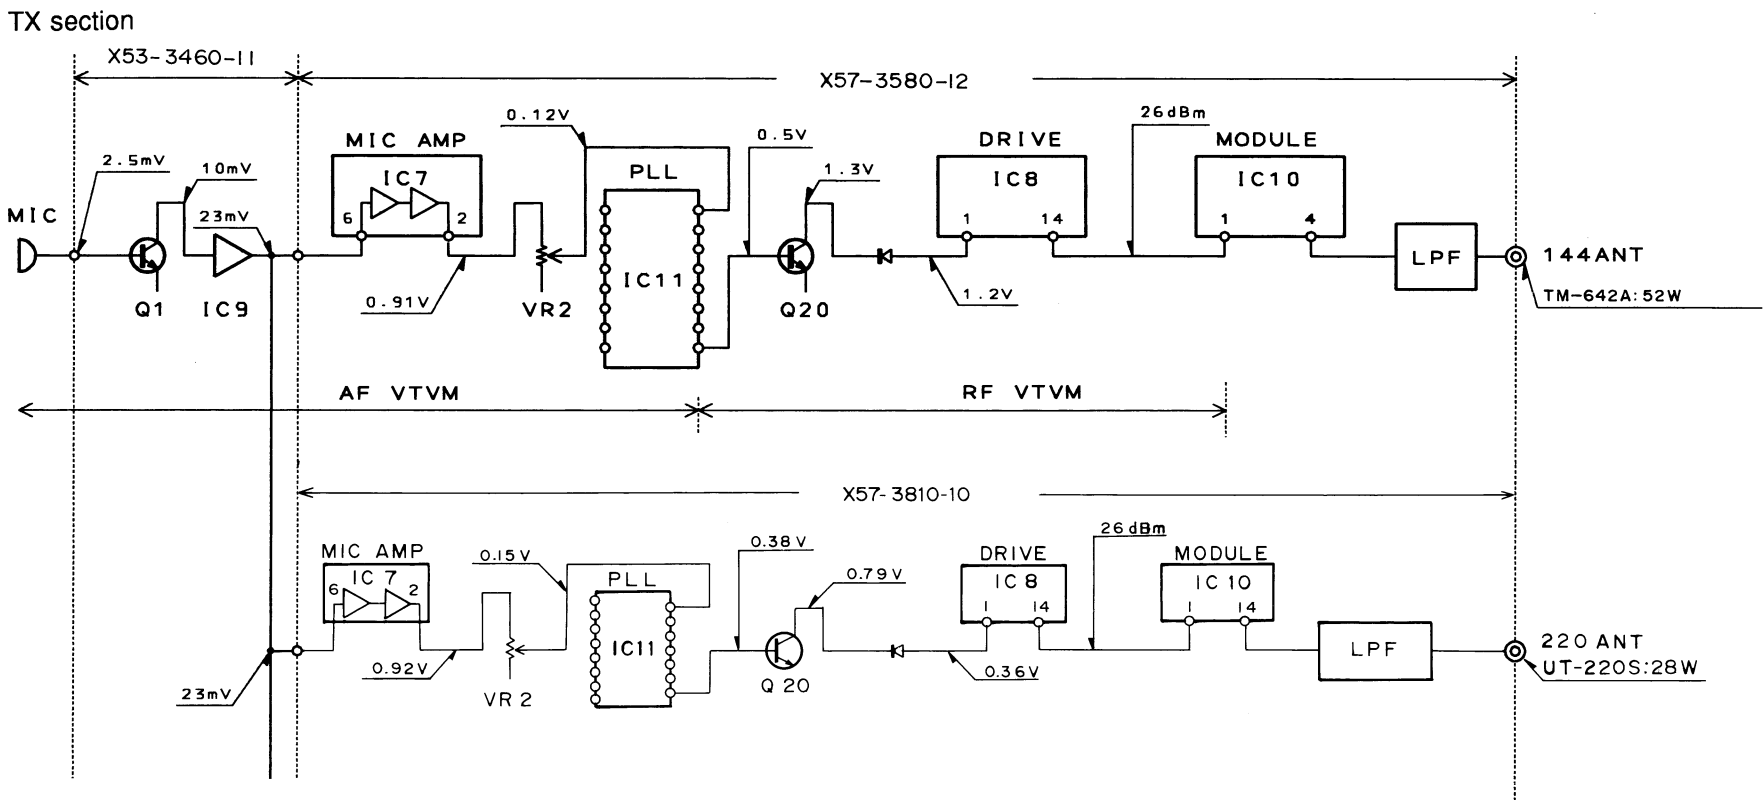 TX section
X53-3460-11
X57-3580-12
MIC
2.5mV
10mV
23mV
Q1
IC9
MIC AMP
IC7
6
2
0.91V
0.12V
VR2
PLL
IC11
0.5V
1.3V
Q20
1.2V
DRIVE
IC8
1
14
26dBm
MODULE
IC10
1
4
LPF
144ANT
TM-642A:52W
AF VTVM
RF VTVM
X57-3810-10
23mV
MIC AMP
IC 7
6
2
0.92V
0.15V
VR 2
PLL
IC11
0.38V
0.79V
Q 20
0.36V
DRIVE
IC 8
1
14
26dBm
MODULE
IC 10
1
14
LPF
220 ANT
UT-220S:28W